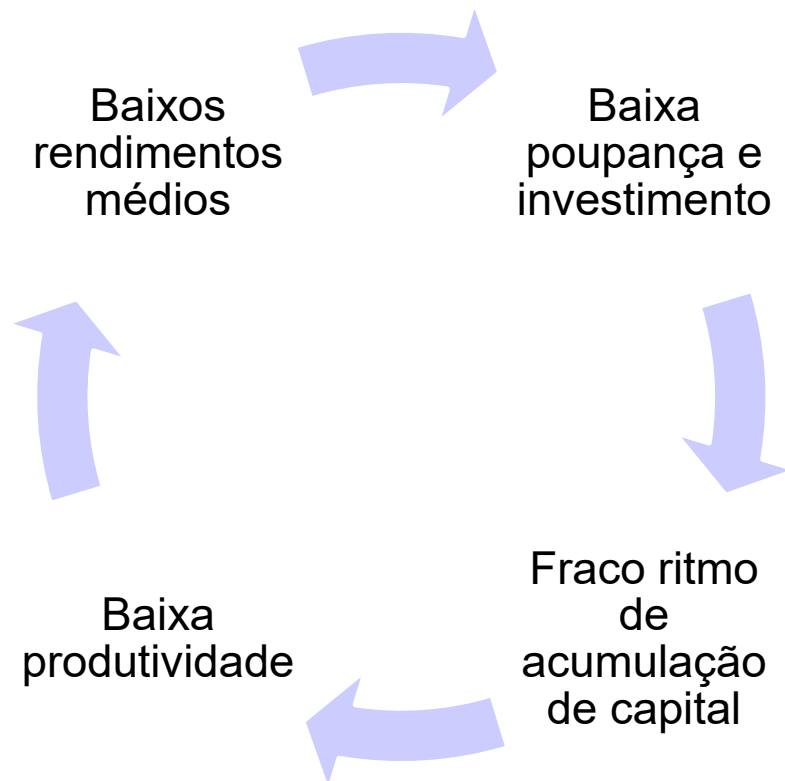 Baixos
rendimentos
médios
Baixa
poupança e
investimento
Fraco ritmo
de
acumulação
de capital
Baixa
produtividade